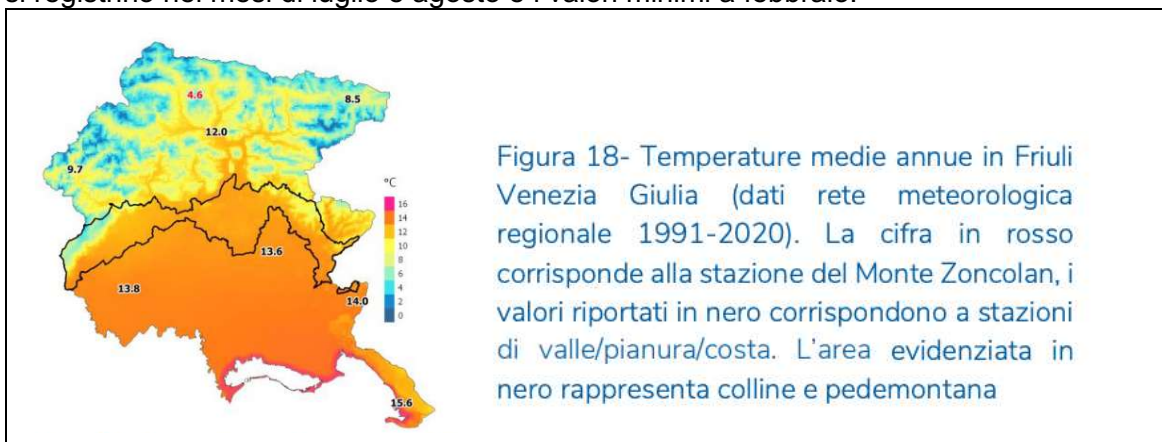 si registrino nei mesi di luglio e agosto e i valori minimi a febbraio.
4.6
8.5
12.0
9.7
°C
16
14
12
10
8
6
4
2
0
13.6
13.8
14.0
15.6
Figura 18- Temperature medie annue in Friuli
Venezia Giulia (dati rete meteorologica
regionale 1991-2020). La cifra in rosso
corrisponde alla stazione del Monte Zoncolan, i
valori riportati in nero corrispondono a stazioni
di valle/pianura/costa. L'area evidenziata in
nero rappresenta colline e pedemontana